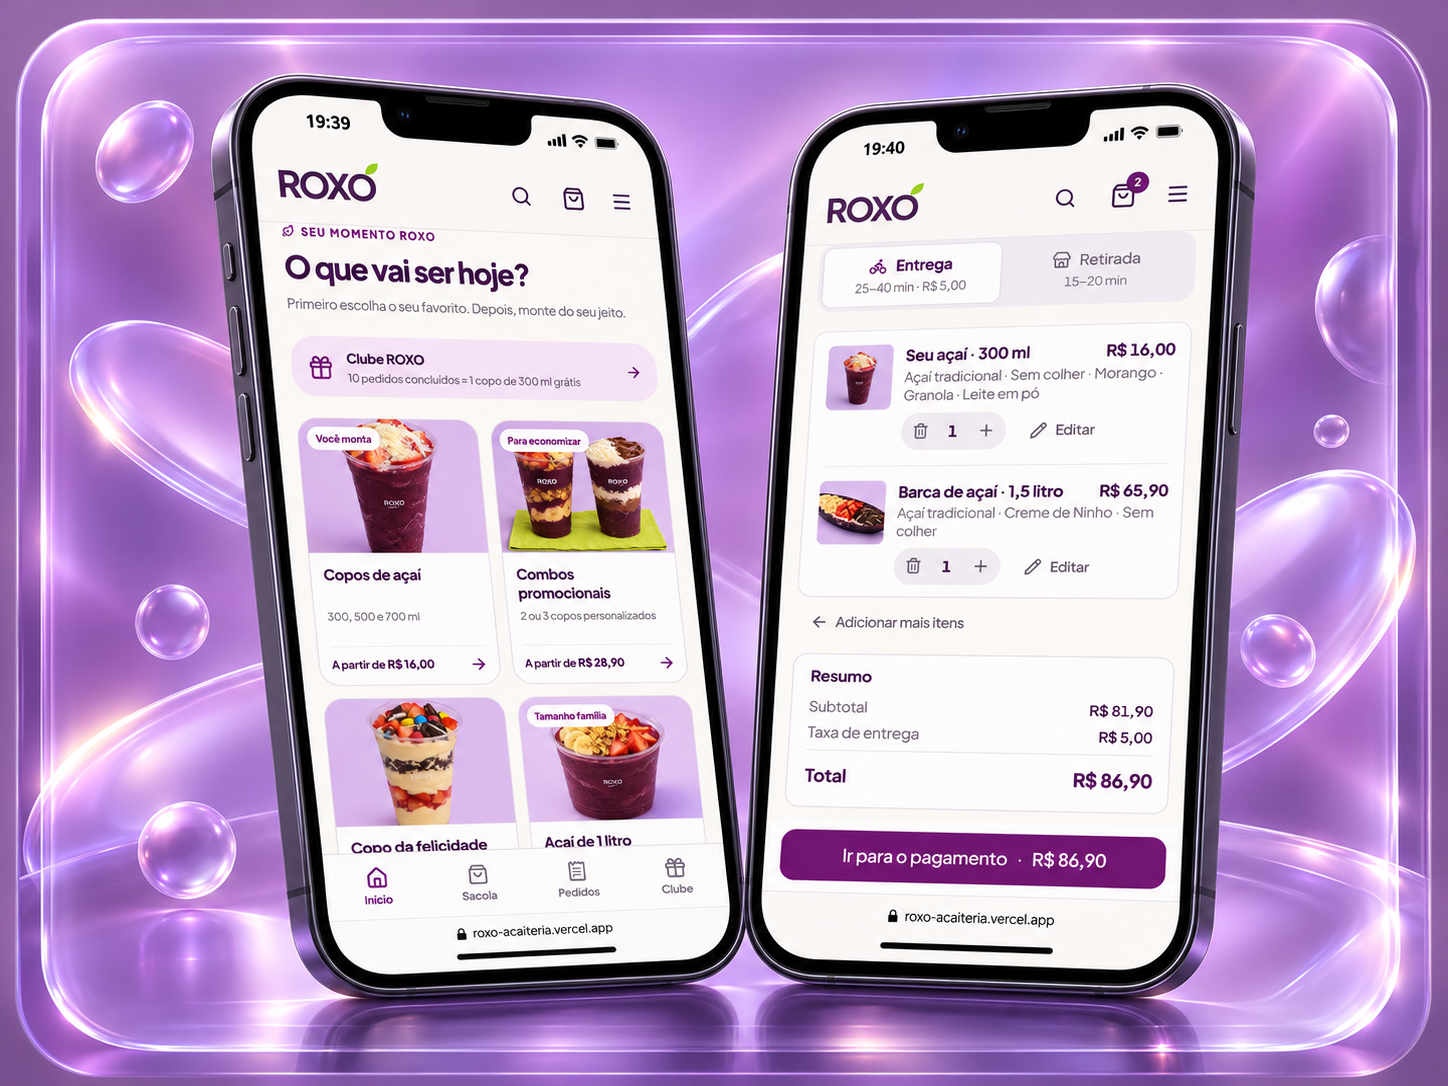 19:39
ROXO
SEU MOMENTO ROXO
O que vai ser hoje?
Primeiro escolha o seu favorito. Depois, monte do seu jeito.
Clube ROXO
10 pedidos concluidos = 1 copo de 300 ml grátis
Você monta
ROXO
Copos de açaí
300, 500 e 700 ml
A partir de R$ 16,00
Para economizar
ROXO
ROXO
Combos
promocionais
2 ou 3 copos personalizados
A partir de R$ 28,90
Copo da felicidade
Tamanho família
ROXO
Açaí de 1 litro
Início
Sacola
Pedidos
Clube
roxo-acaiteria.vercel.app
19:40
ROXO
2
Entrega
25–40 min · R$ 5,00
Retirada
15–20 min
Seu açaí · 300 ml
R$ 16,00
Açaí tradicional · Sem colher · Morango ·
Granola · Leite em pó
1
Editar
Barca de açaí · 1,5 litro
R$ 65,90
Açaí tradicional · Creme de Ninho · Sem
colher
1
Editar
Adicionar mais itens
Resumo
Subtotal
R$ 81,90
Taxa de entrega
R$ 5,00
Total
R$ 86,90
Ir para o pagamento · R$ 86,90
roxo-acaiteria.vercel.app